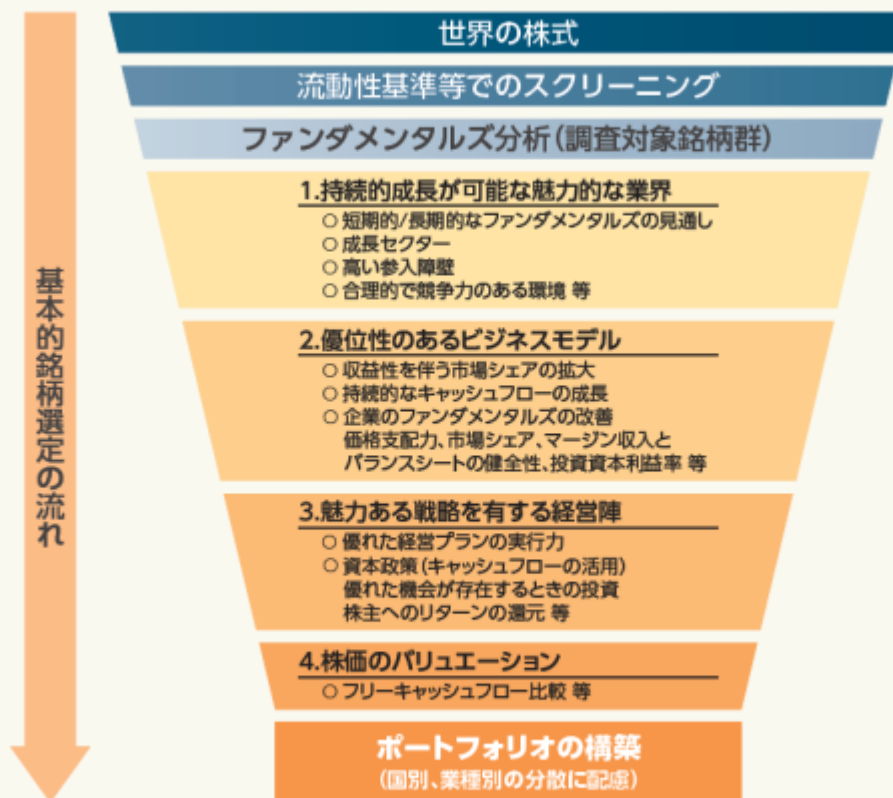 世界の株式
流動性基準等でのスクリーニング
ファンダメンタルズ分析(調査対象銘柄群)
基本的銘柄選定の流れ
1.持続的成長が可能な魅力的な業界
○ 短期的/長期的なファンダメンタルズの見通し
○ 成長セクター
○ 高い参入障壁
○ 合理的で競争力のある環境 等
2.優位性のあるビジネスモデル
○ 収益性を伴う市場シェアの拡大
○ 持続的なキャッシュフローの成長
○ 企業のファンダメンタルズの改善
価格支配力、市場シェア、マージン収入と
バランスシートの健全性、投資資本利益率 等
3.魅力ある戦略を有する経営陣
○ 優れた経営プランの実行力
○ 資本政策(キャッシュフローの活用)
優れた機会が存在するときの投資
株主へのリターンの還元 等
4.株価のバリュエーション
○ フリーキャッシュフロー比較 等
ポートフォリオの構築
(国別、業種別の分散に配慮)